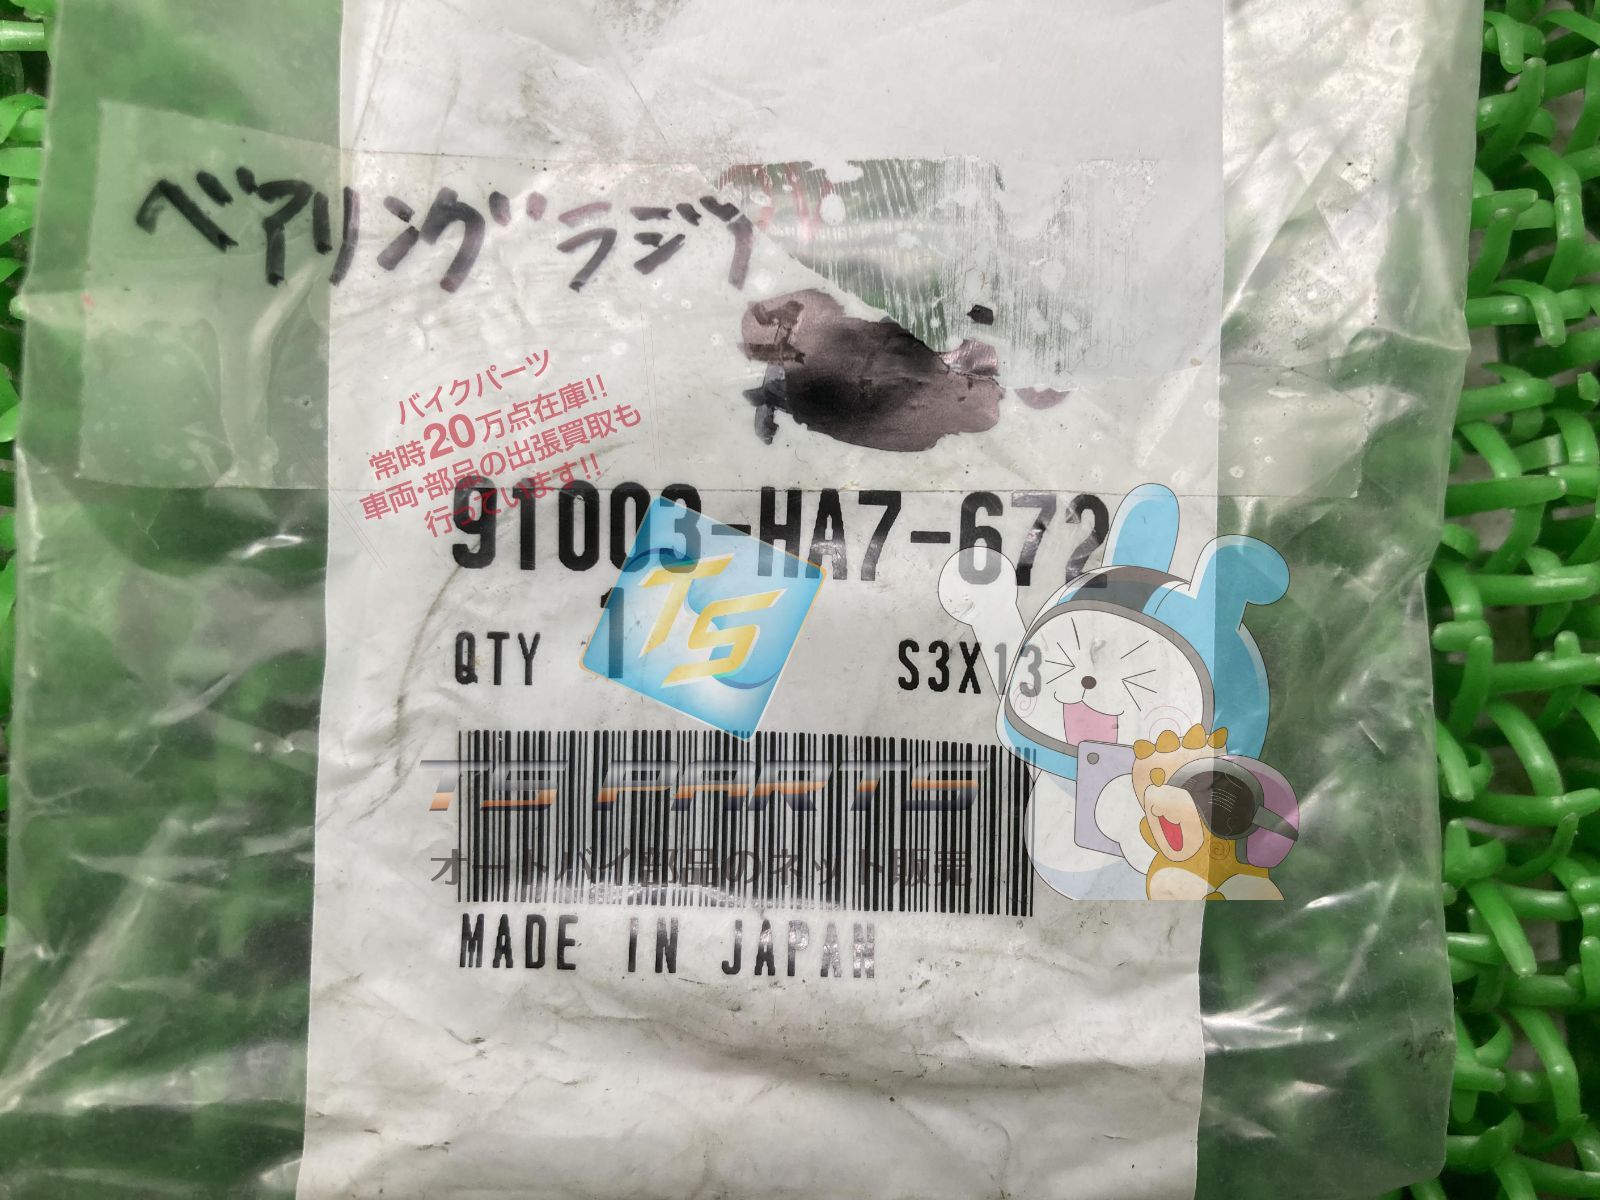 ベアリング ラジア
バイクパーツ
常時20万点在庫!!
車両・部品の出張買取も
行っています!!
91003-HA7-672
TS
QTY 1 S3X13
TS PARTS
オートバイ部品のネット販売
MADE IN JAPAN